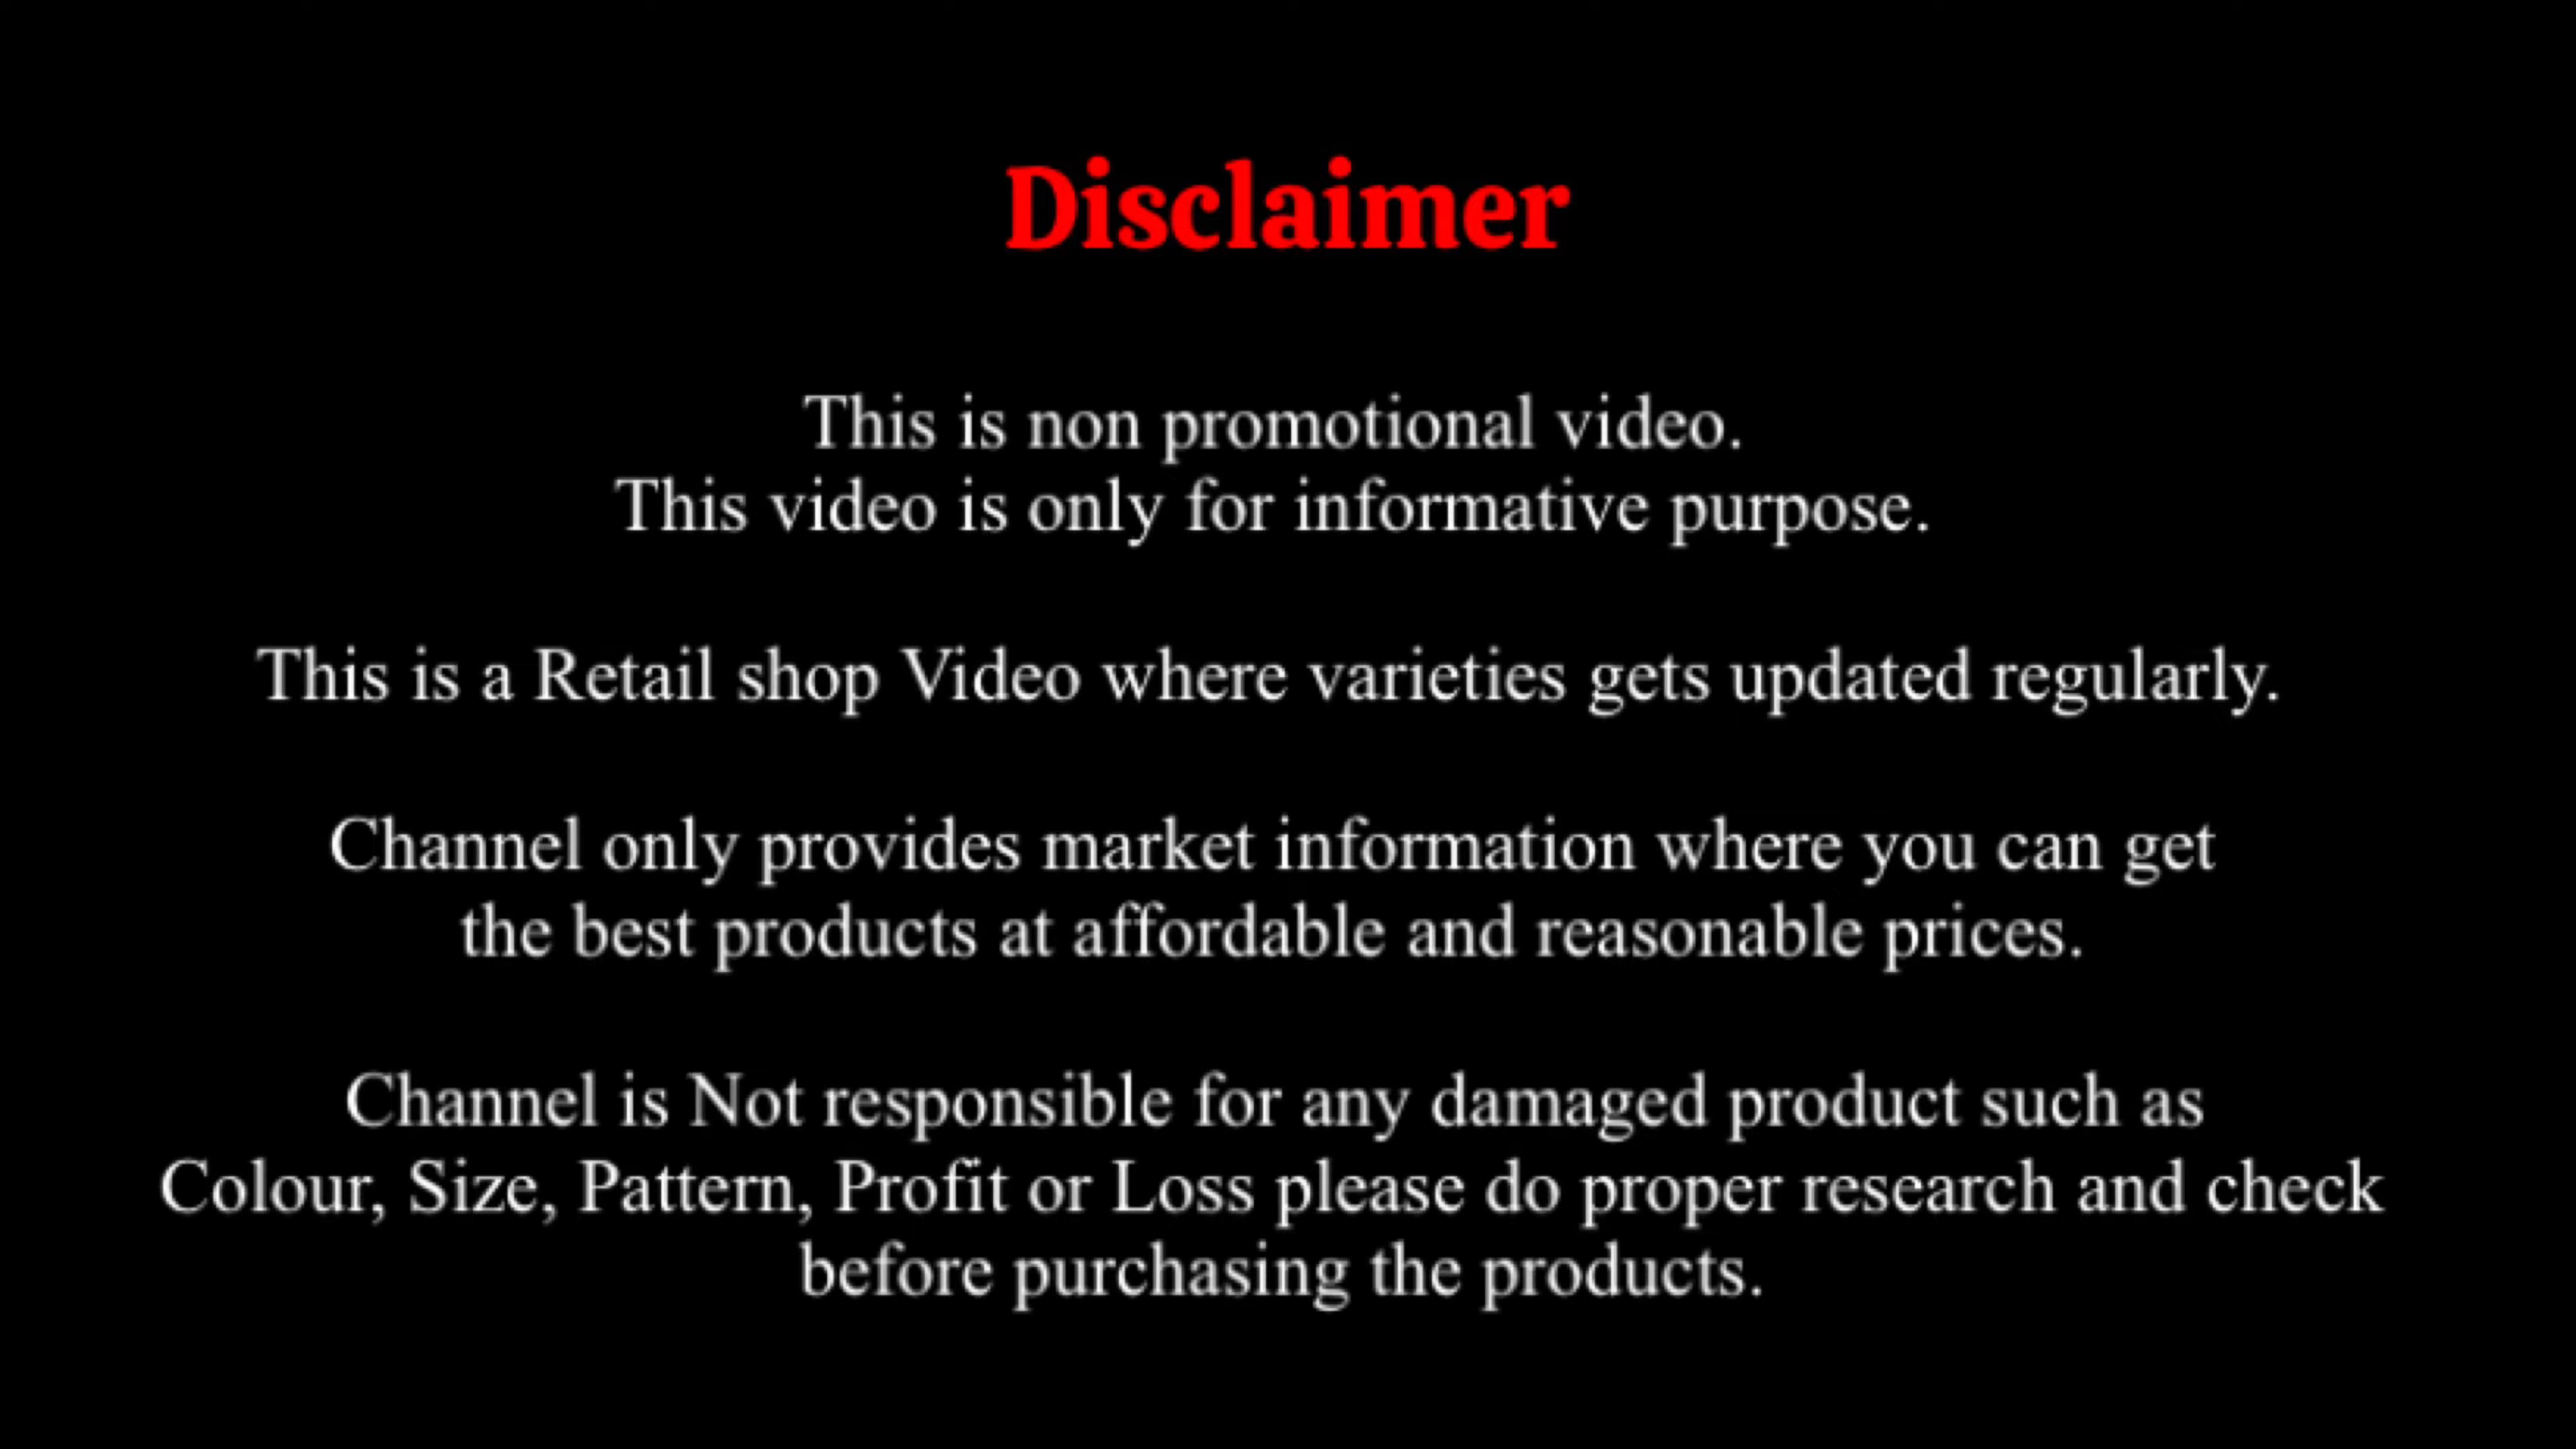 Disclaimer
This is non promotional video.
This video is only for informative purpose.
This is a Retail shop Video where varieties gets updated regularly.
Channel only provides market information where you can get
the best products at affordable and reasonable prices.
Channel is Not responsible for any damaged product such as
Colour, Size, Pattern, Profit or Loss please do proper research and check
before purchasing the products.